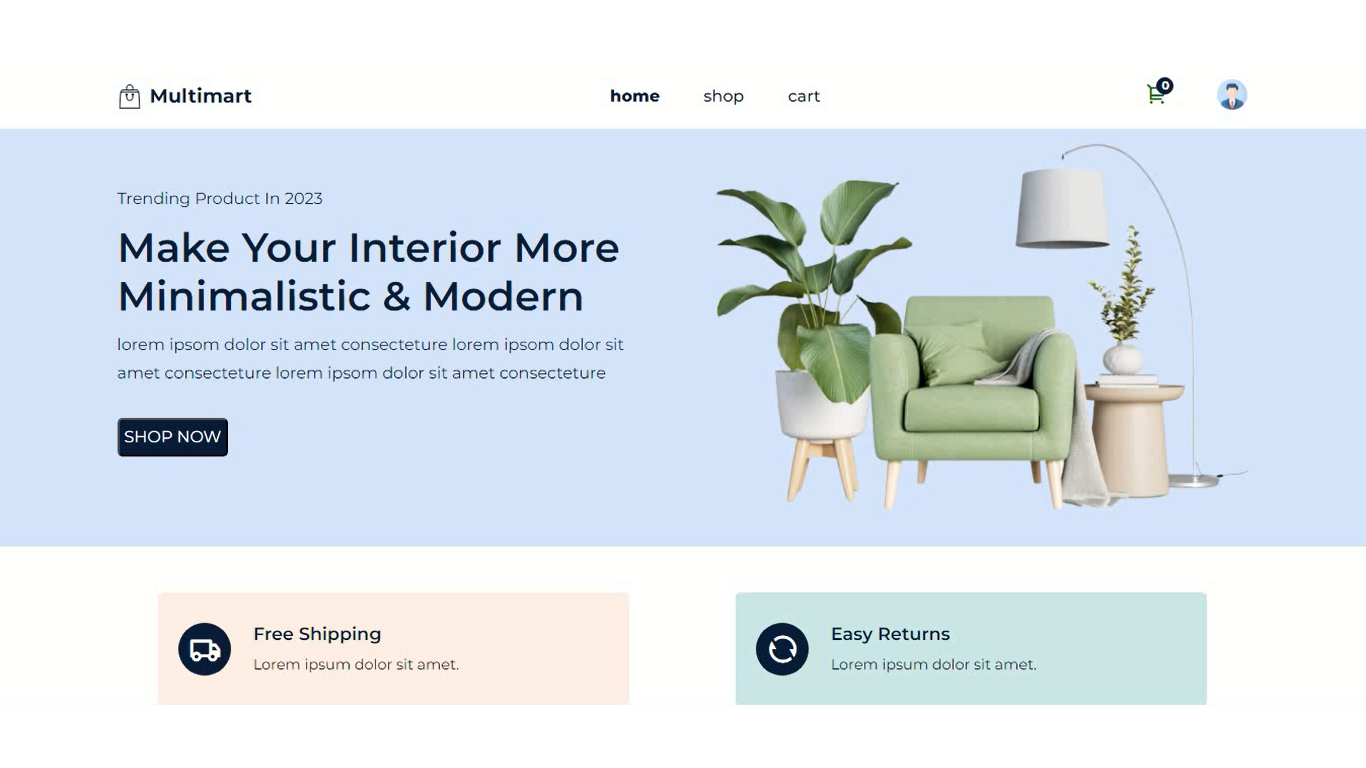 Multimart
home
shop
cart
0
Trending Product In 2023
Make Your Interior More
Minimalistic & Modern
lorem ipsom dolor sit amet consecteture lorem ipsom dolor sit
amet consecteture lorem ipsom dolor sit amet consecteture
SHOP NOW
Free Shipping
Lorem ipsum dolor sit amet.
Easy Returns
Lorem ipsum dolor sit amet.